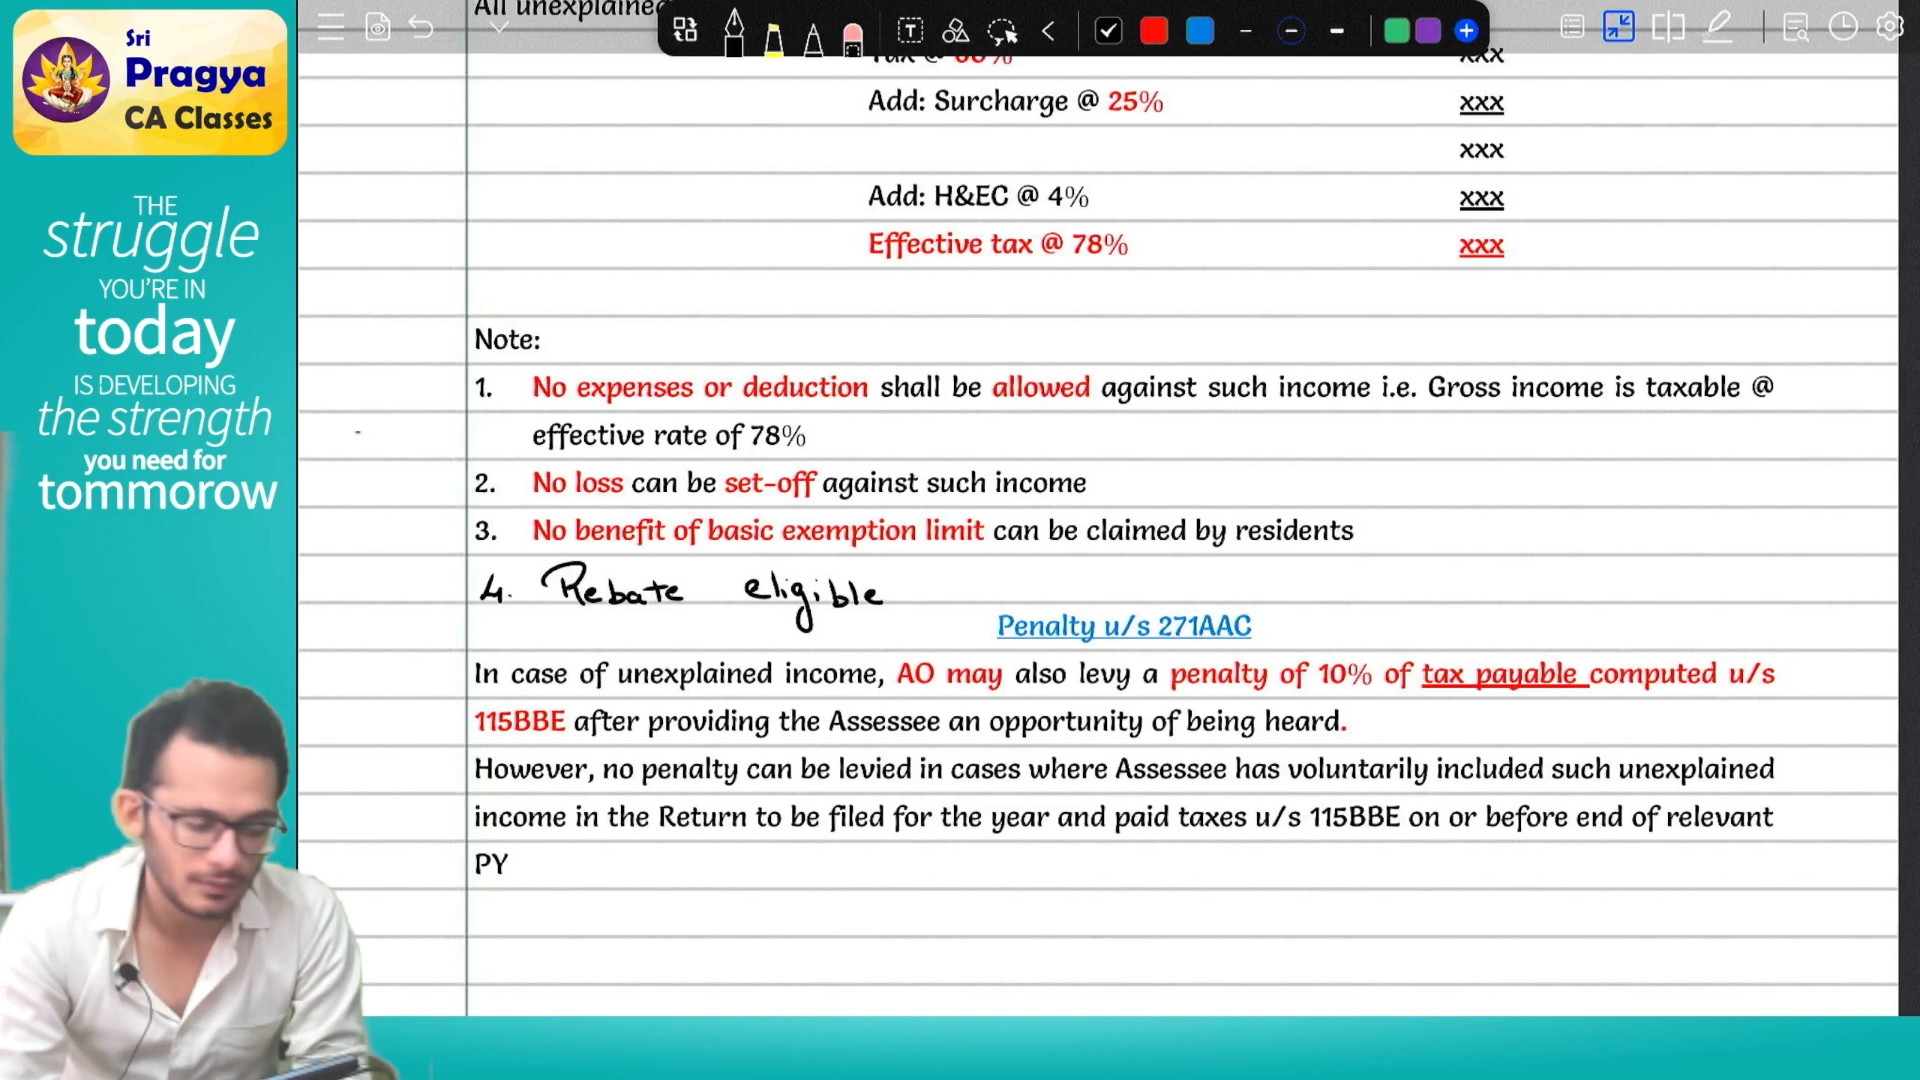 Sri
Pragya
CA Classes
THE
struggle
YOU'RE IN
today
IS DEVELOPING
the strength
you need for
tommorow
All unexplained
Tax @ 60% xxx
Add: Surcharge @ 25% xxx
xxx
Add: H&EC @ 4% xxx
Effective tax @ 78% xxx
Note:
1. No expenses or deduction shall be allowed against such income i.e. Gross income is taxable @
effective rate of 78%
2. No loss can be set-off against such income
3. No benefit of basic exemption limit can be claimed by residents
4. Rebate eligible
Penalty u/s 271AAC
In case of unexplained income, AO may also levy a penalty of 10% of tax payable computed u/s
115BBE after providing the Assessee an opportunity of being heard.
However, no penalty can be levied in cases where Assessee has voluntarily included such unexplained
income in the Return to be filed for the year and paid taxes u/s 115BBE on or before end of relevant
PY